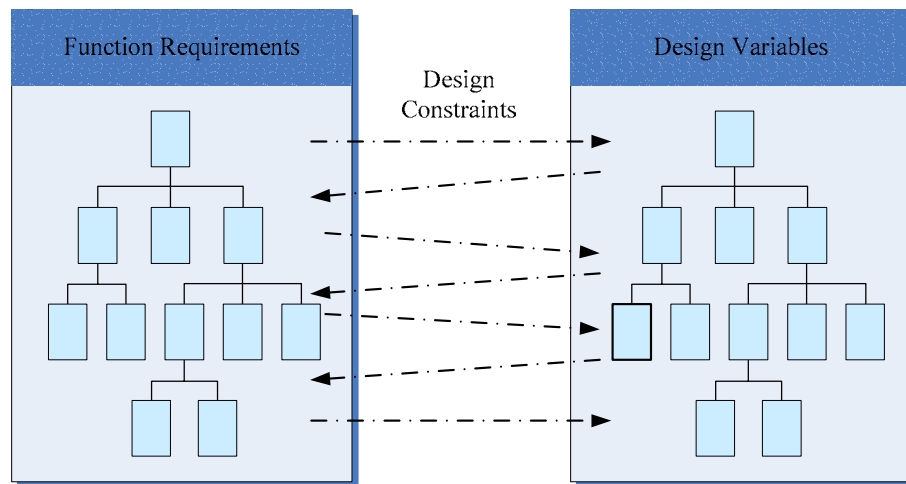 Function Requirements
Design Variables
Design
Constraints